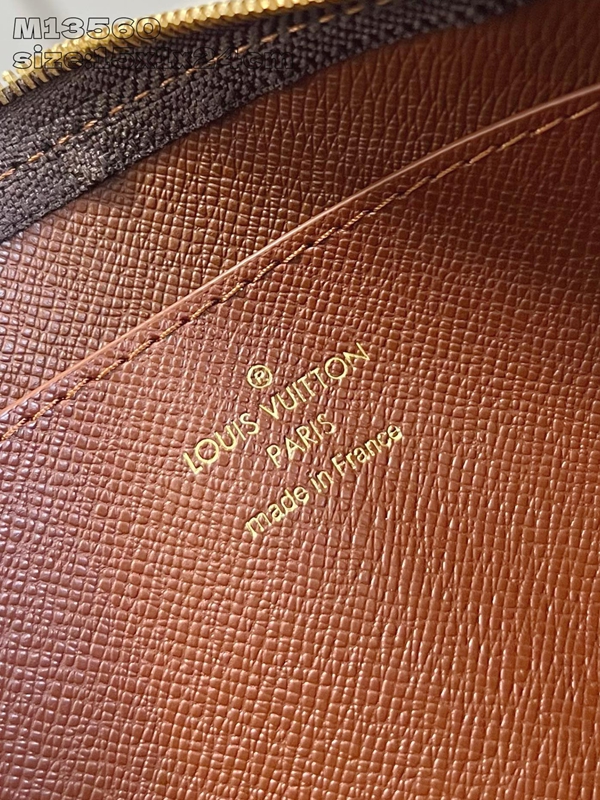 M13560
®
LOUIS VUITTON
PARIS
made in France